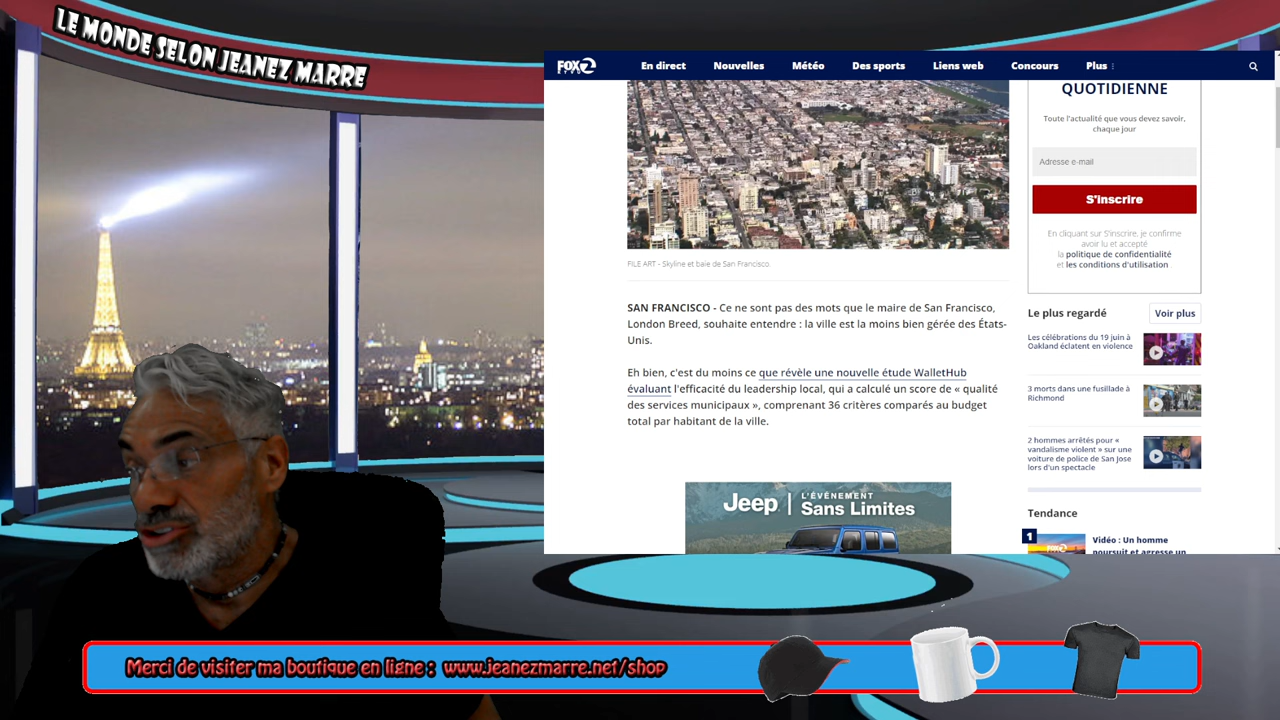 LE MONDE SELON JEANEZ MARRE
FOX 2
En direct
Nouvelles
Météo
Des sports
Liens web
Concours
Plus
QUOTIDIENNE
Toute l'actualité que vous devez savoir,
chaque jour
Adresse e-mail
S'inscrire
En cliquant sur S'inscrire, je confirme
avoir lu et accepté
la politique de confidentialité
et les conditions d'utilisation
FILE ART - Skyline et baie de San Francisco.
SAN FRANCISCO - Ce ne sont pas des mots que le maire de San Francisco,
London Breed, souhaite entendre : la ville est la moins bien gérée des États-
Unis.
Eh bien, c'est du moins ce que révèle une nouvelle étude WalletHub
évaluant l'efficacité du leadership local, qui a calculé un score de « qualité
des services municipaux », comprenant 36 critères comparés au budget
total par habitant de la ville.
Jeep | L'ÉVÉNEMENT
Sans Limites
Le plus regardé
Voir plus
Les célébrations du 19 juin à
Oakland éclatent en violence
3 morts dans une fusillade à
Richmond
2 hommes arrêtés pour «
vandalisme violent » sur une
voiture de police de San Jose
lors d'un spectacle
Tendance
1
Vidéo : Un homme
poursuit et agresse un
Merci de visiter ma boutique en ligne : www.jeanezmarre.net/shop